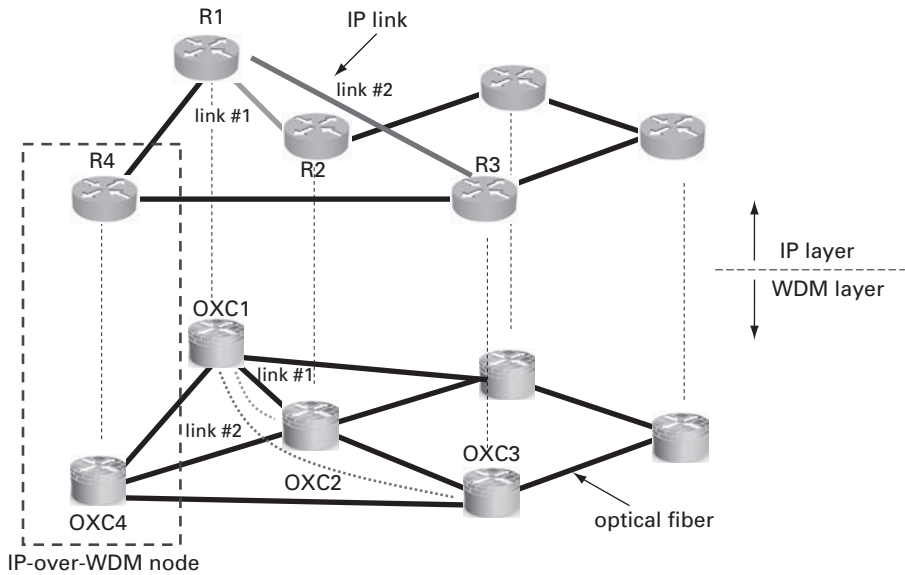 R1
IP link
link #1
link #2
R2
R4
R3
IP layer
WDM layer
OXC1
link #1
link #2
OXC2
OXC3
OXC4
optical fiber
IP-over-WDM node